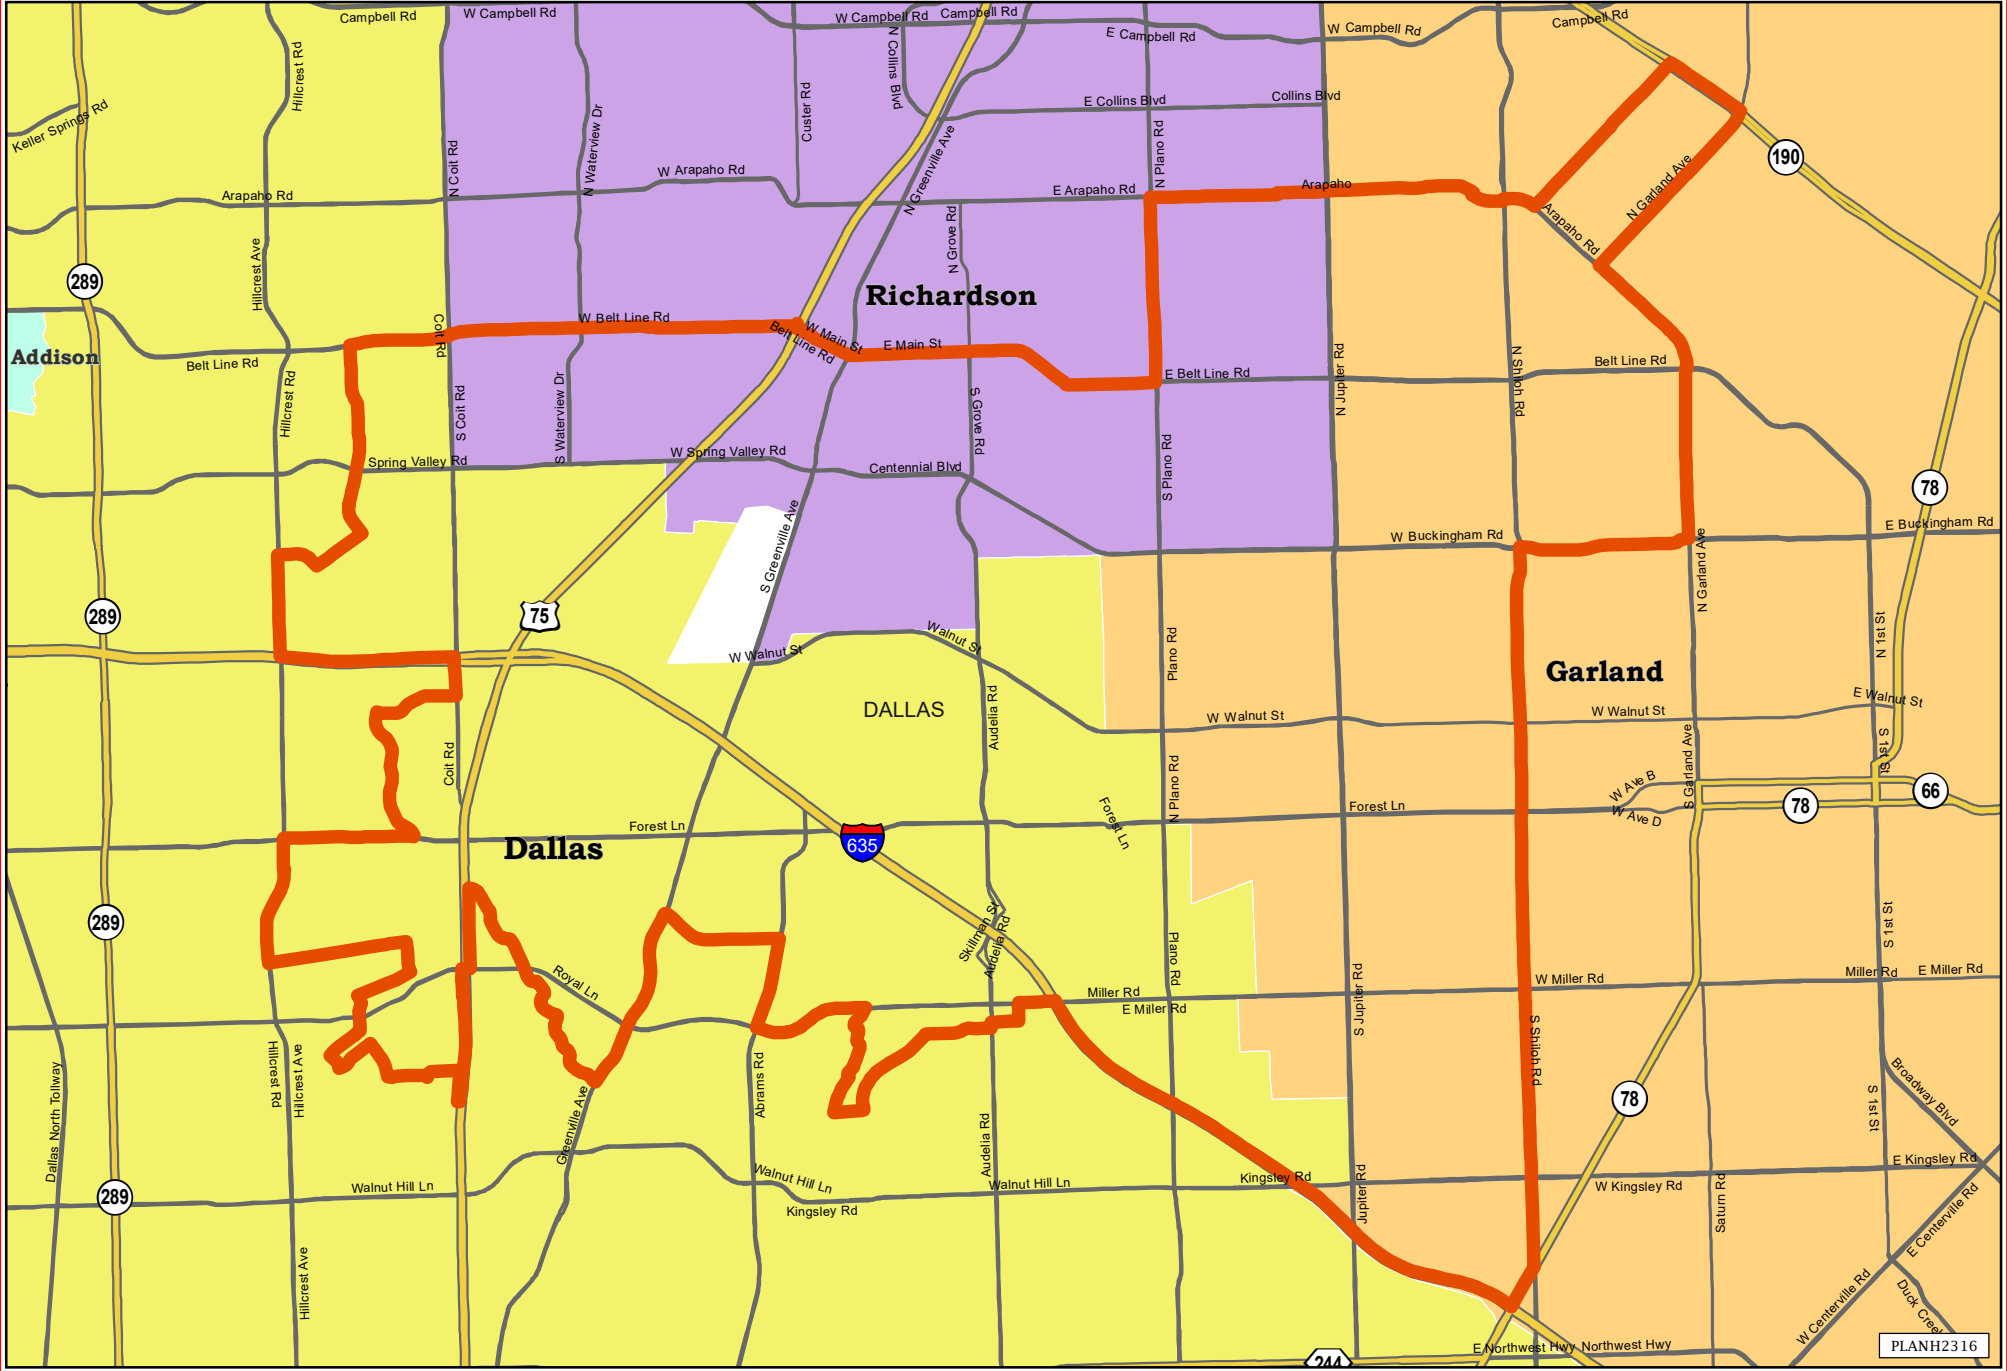 Campbell Rd
W Campbell Rd
W Campbell Rd
Campbell Rd
E Campbell Rd
W Campbell Rd
Campbell Rd
Keller Springs Rd
Hillcrest Rd
N Coit Rd
N Waterview Dr
Custer Rd
N Collins Blvd
N Greenville Ave
E Collins Blvd
Collins Blvd
N Plano Rd
190
Arapaho Rd
W Arapaho Rd
E Arapaho Rd
Arapaho
Arapaho Rd
N Garland Ave
289
Hillcrest Ave
N Grove Rd
Richardson
Addison
Belt Line Rd
Coit Rd
W Belt Line Rd
Belt Line Rd
W Main St
E Main St
E Belt Line Rd
N Jupiter Rd
N Shiloh Rd
Belt Line Rd
Hillcrest Rd
S Coit Rd
S Waterview Dr
S Grove Rd
Spring Valley Rd
W Spring Valley Rd
Centennial Blvd
S Plano Rd
78
W Buckingham Rd
E Buckingham Rd
S Greenville Ave
N Garland Ave
289
75
N 1st St
W Walnut St
Walnut St
Plano Rd
Garland
DALLAS
Audelia Rd
W Walnut St
W Walnut St
E Walnut St
Coit Rd
S Garland Ave
S 1st St
N Plano Rd
W Ave B
W Ave D
78
66
Forest Ln
Forest Ln
Forest Ln
Dallas
635
289
Skillman St
Audelia Rd
Plano Rd
S 1st St
Royal Ln
Miller Rd
E Miller Rd
W Miller Rd
Miller Rd
E Miller Rd
S Jupiter Rd
S Shiloh Rd
Hillcrest Rd
Hillcrest Ave
Dallas North Tollway
Greenville Ave
Abrams Rd
Audelia Rd
78
S 1st St
Broadway Blvd
289
Walnut Hill Ln
Walnut Hill Ln
Kingsley Rd
Walnut Hill Ln
Kingsley Rd
Jupiter Rd
W Kingsley Rd
E Kingsley Rd
Saturn Rd
E Centerville Rd
Hillcrest Ave
W Centerville Rd
Duck Creek
244
E Northwest Hwy
Northwest Hwy
PLANH2316